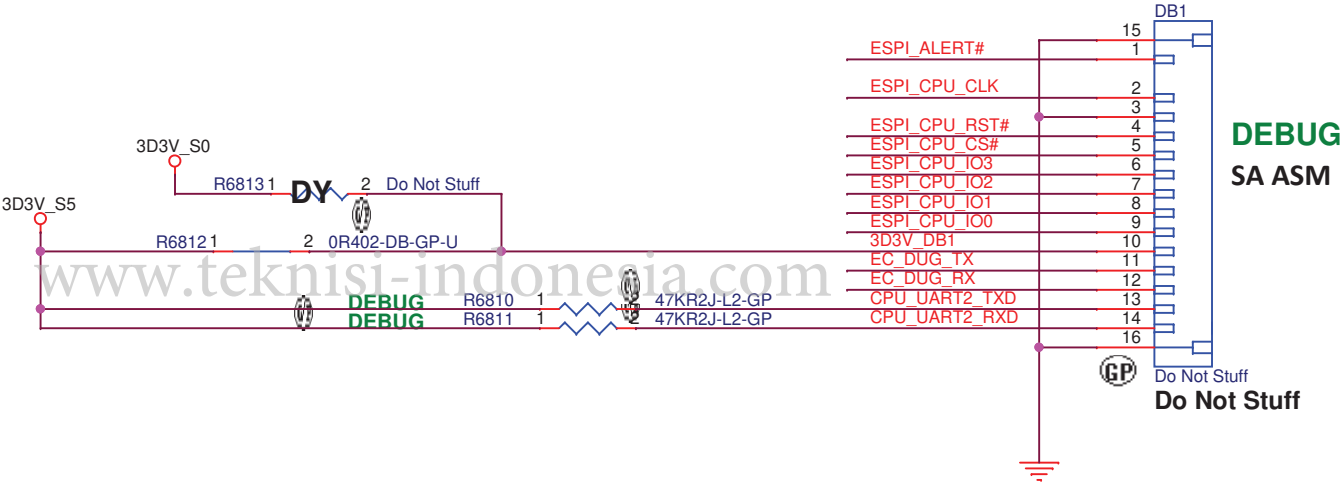 DB1
15
ESPI_ALERT# 1
ESPI_CPU_CLK 2
3
ESPI_CPU_RST# 4
DEBUG
3D3V_S0
ESPI_CPU_CS# 5
ESPI_CPU_IO3 6
SA ASM
R6813 1 DY 2 Do Not Stuff
ESPI_CPU_IO2 7
3D3V_S5
ESPI_CPU_IO1 8
ESPI_CPU_IO0 9
R6812 1 2 0R402-DB-GP-U
3D3V_DB1 10
EC_DUG_TX 11
www.teknisi-indonesia.com
EC_DUG_RX 12
DEBUG R6810 1 2 47KR2J-L2-GP
CPU_UART2_TXD 13
DEBUG R6811 1 2 47KR2J-L2-GP
CPU_UART2_RXD 14
16
GP
Do Not Stuff
Do Not Stuff